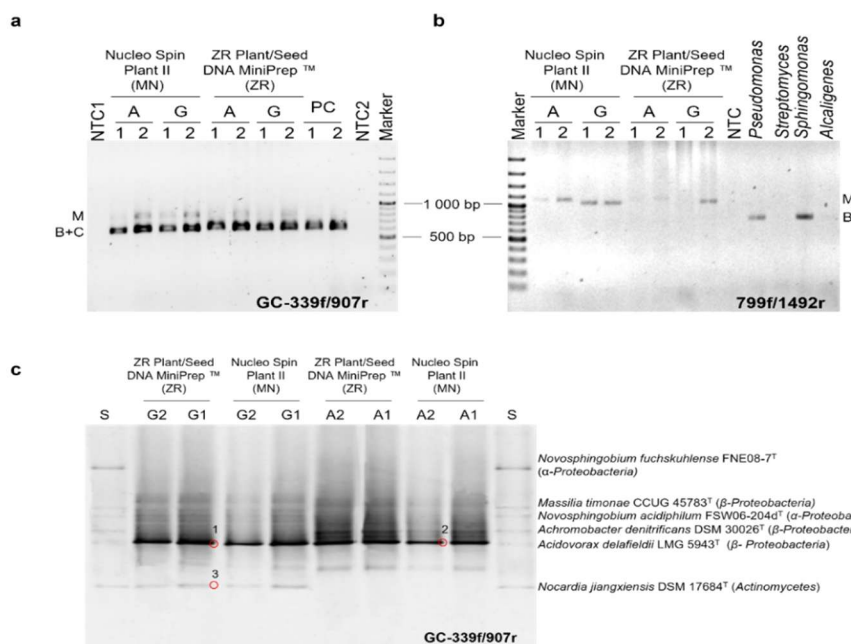 a
Nucleo Spin
Plant II
(MN)
ZR Plant/Seed
DNA MiniPrep ™
(ZR)
NTC1
A
G
A
G
PC
NTC2
Marker
1 2 1 2 1 2 1 2 1 2
M
B+C
1 000 bp
500 bp
GC-339f/907r
b
Nucleo Spin
Plant II
(MN)
ZR Plant/Seed
DNA MiniPrep ™
(ZR)
Marker
A
G
A
G
1 2 1 2 1 2 1 2
NTC
Pseudomonas
Streptomyces
Sphingomonas
Alcaligenes
M
B
799f/1492r
c
ZR Plant/Seed
DNA MiniPrep ™
(ZR)
Nucleo Spin
Plant II
(MN)
ZR Plant/Seed
DNA MiniPrep ™
(ZR)
Nucleo Spin
Plant II
(MN)
S G2 G1 G2 G1 A2 A1 A2 A1 S
1
2
3
Novosphingobium fuchskuhlense FNE08-7ᵀ
(α-Proteobacteria)
Massilia timonae CCUG 45783ᵀ (β-Proteobacteria)
Novosphingobium acidiphilum FSW06-204dᵀ (α-Proteoba
Achromobacter denitrificans DSM 30026ᵀ (β-Proteobacter
Acidovorax delafieldii LMG 5943ᵀ (β- Proteobacteria)
Nocardia jiangxiensis DSM 17684ᵀ (Actinomycetes)
GC-339f/907r